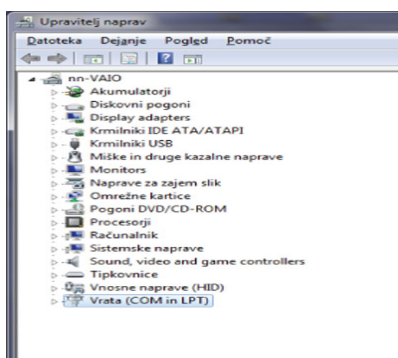 Upravitelj naprav
Datoteka Dejanje Pogled Pomoč
nn-VAIO
Akumulatorji
Diskovni pogoni
Display adapters
Krmilniki IDE ATA/ATAPI
Krmilniki USB
Miške in druge kazalne naprave
Monitors
Naprave za zajem slik
Omrežne kartice
Pogoni DVD/CD-ROM
Procesorji
Računalnik
Sistemske naprave
Sound, video and game controllers
Tipkovnice
Vnosne naprave (HID)
Vrata (COM in LPT)